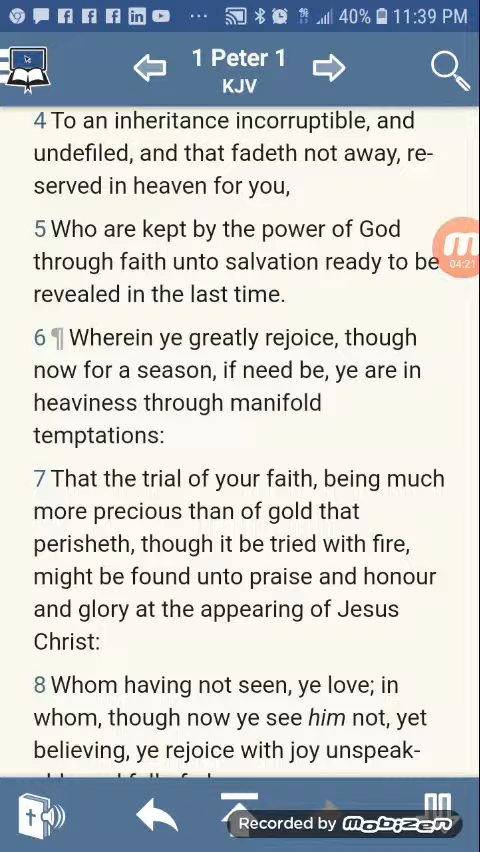 40% 11:39 PM
1 Peter 1
KJV
4 To an inheritance incorruptible, and
undefiled, and that fadeth not away, re-
served in heaven for you,
5 Who are kept by the power of God
through faith unto salvation ready to be
revealed in the last time.
04:21
6 ¶ Wherein ye greatly rejoice, though
now for a season, if need be, ye are in
heaviness through manifold
temptations:
7 That the trial of your faith, being much
more precious than of gold that
perisheth, though it be tried with fire,
might be found unto praise and honour
and glory at the appearing of Jesus
Christ:
8 Whom having not seen, ye love; in
whom, though now ye see him not, yet
believing, ye rejoice with joy unspeak-
Recorded by mobizen